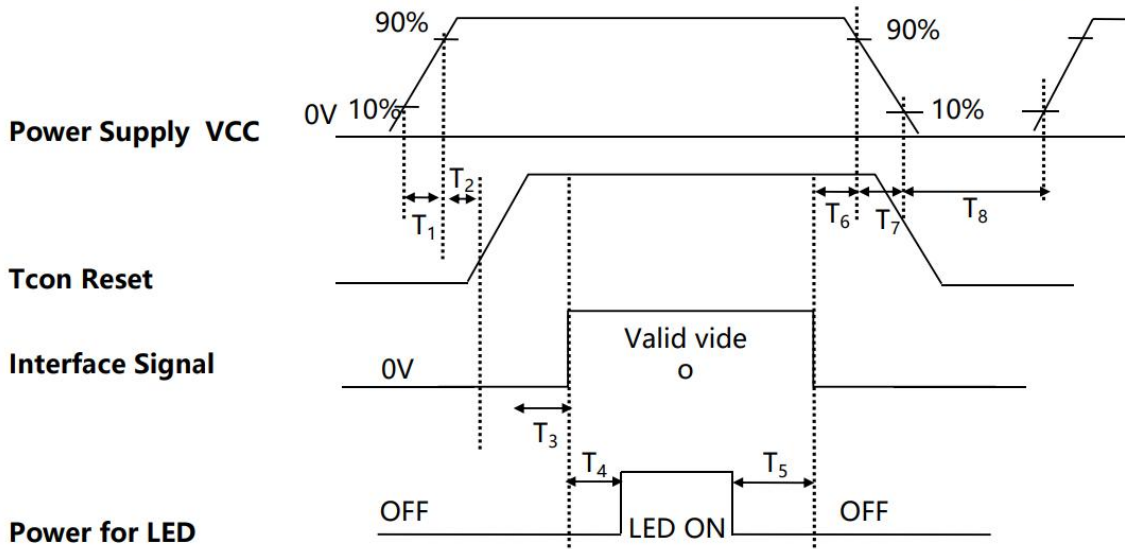 90%
90%
0V 10%
10%
Power Supply VCC
T2
T1
T6
T7
T8
Tcon Reset
Valid vide
o
Interface Signal
0V
T3
T4
T5
OFF
OFF
Power for LED
LED ON